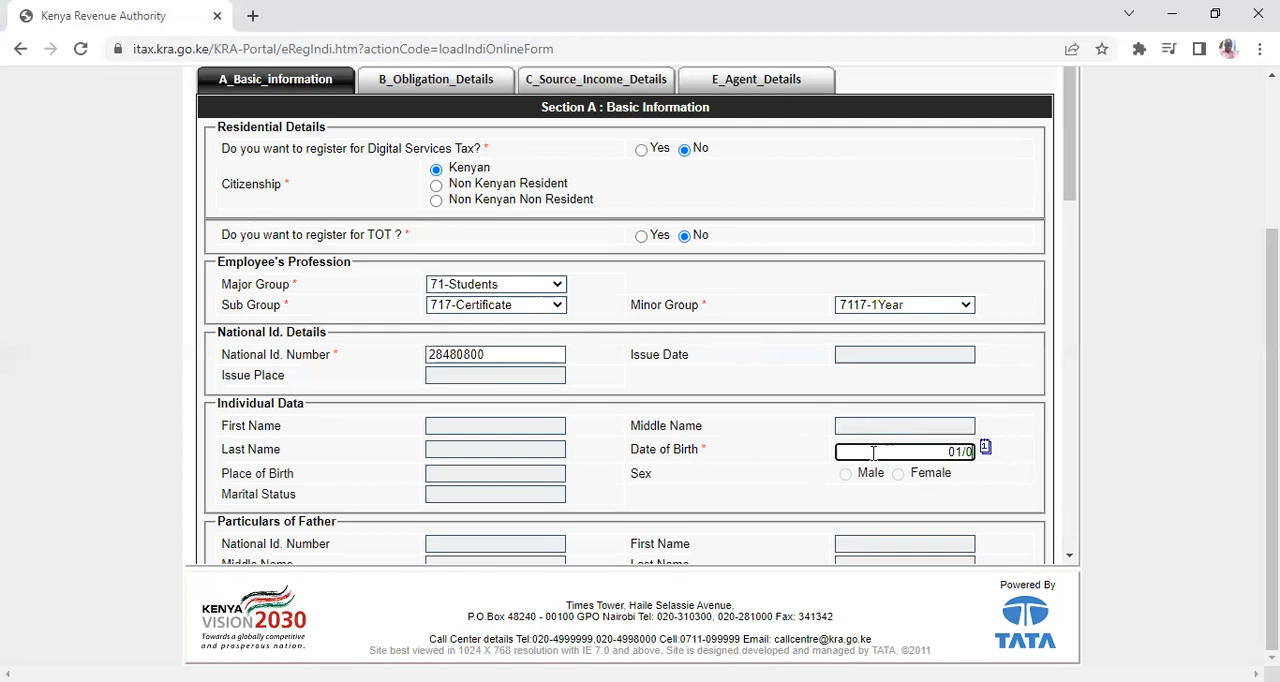 Kenya Revenue Authority
itax.kra.go.ke/KRA-Portal/eRegIndi.htm?actionCode=loadIndiOnlineForm
A_Basic_information B_Obligation_Details C_Source_Income_Details E_Agent_Details
Section A : Basic Information
Residential Details
Do you want to register for Digital Services Tax? * Yes No
Kenyan
Citizenship * Non Kenyan Resident
Non Kenyan Non Resident
Do you want to register for TOT ? * Yes No
Employee's Profession
Major Group * 71-Students
Sub Group * 717-Certificate Minor Group * 7117-1Year
National Id. Details
National Id. Number * 28480800 Issue Date
Issue Place
Individual Data
First Name Middle Name
Last Name Date of Birth * 01/0 1
Place of Birth Sex Male Female
Marital Status
Particulars of Father
National Id. Number First Name
Middle Name Last Name
KENYA VISION 2030
Towards a globally competitive
and prosperous nation.
Times Tower, Haile Selassie Avenue,
P.O.Box 48240 - 00100 GPO Nairobi Tel: 020-310300, 020-281000 Fax: 341342
Call Center details Tel:020-4999999,020-4998000 Cell:0711-099999 Email: callcentre@kra.go.ke
Site best viewed in 1024 X 768 resolution with IE 7.0 and above. Site is designed.developed and managed by TATA. ©2011
Powered By
TATA